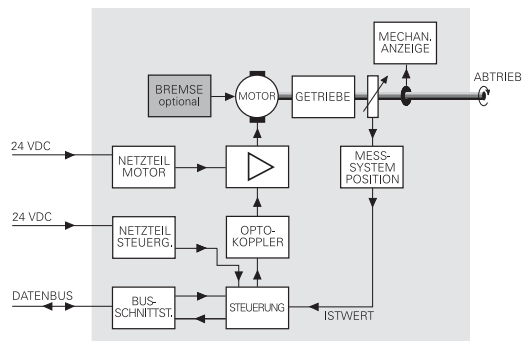 MECHAN.
ANZEIGE
ABTRIEB
BREMSE
optional
MOTOR
GETRIEBE
24 VDC
NETZTEIL
MOTOR
MESS-
SYSTEM
POSITION
24 VDC
NETZTEIL
STEUERG.
OPTO-
KOPPLER
DATENBUS
BUS-
SCHNITTST.
STEUERUNG
ISTWERT